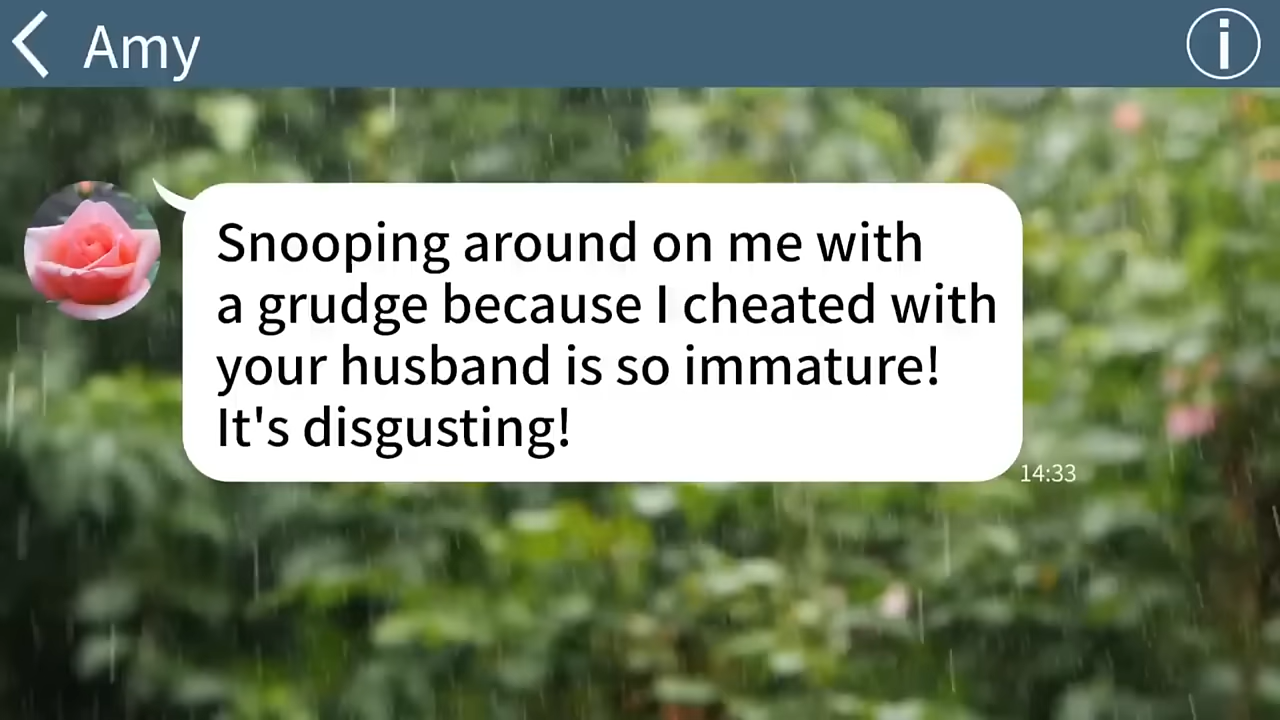 Amy
Snooping around on me with
a grudge because I cheated with
your husband is so immature!
It's disgusting!
14:33